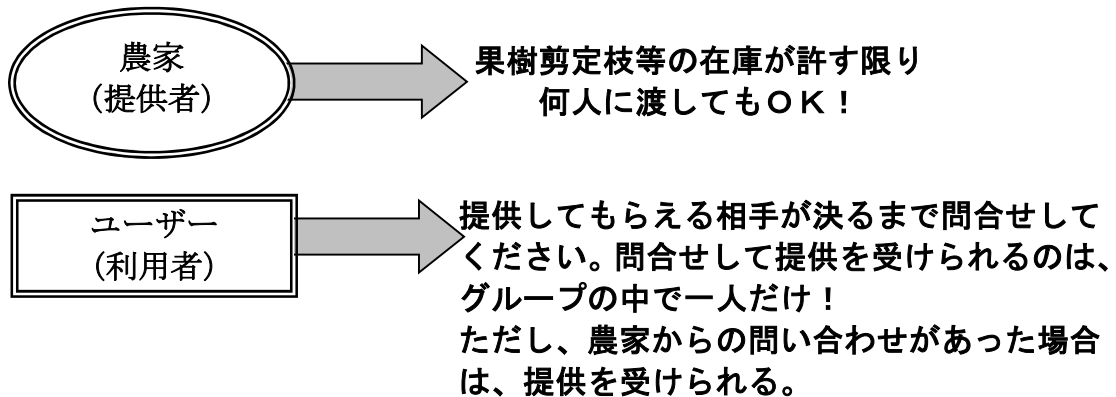 農家
(提供者)
果樹剪定枝等の在庫が許す限り
何人に渡してもOK!
ユーザー
(利用者)
提供してもらえる相手が決るまで問合せして
ください。問合せして提供を受けられるのは、
グループの中で一人だけ!
ただし、農家からの問い合わせがあった場合
は、提供を受けられる。